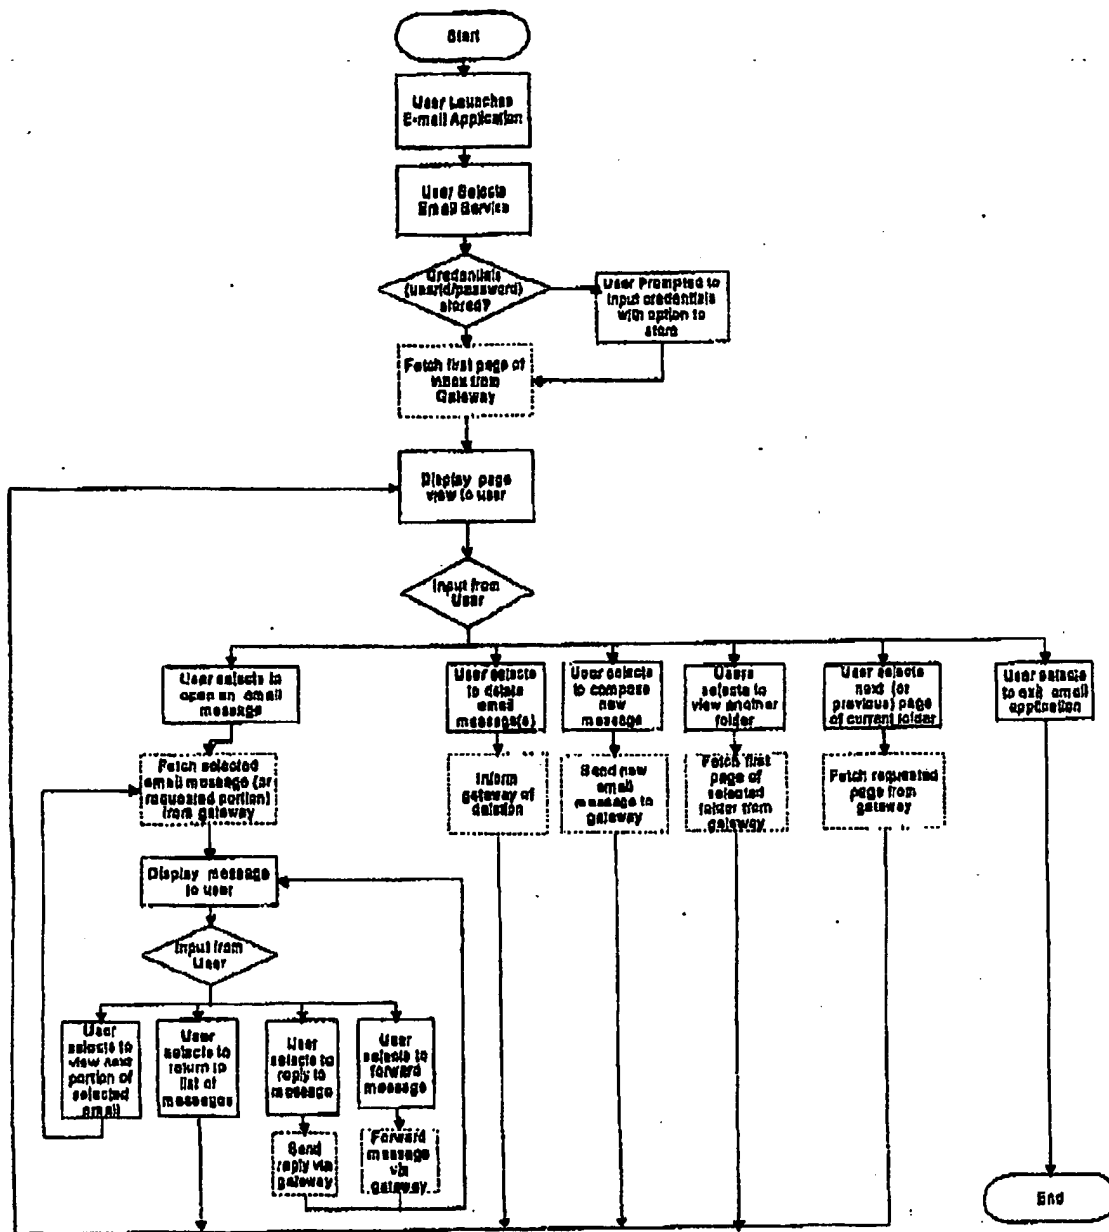 Start
User Launches
E-mail Application
User Selects
Email Service
Credentials
(userid/password)
stored?
User Prompted to
input credentials
with option to
store
Fetch first page of
Inbox from
Gateway
Display page
view to user
Input from
User
User selects to
open an email
message
User selects
to delete
email
message(s)
User selects
to compose
new
message
Users
selects to
view another
folder
User selects
next (or
previous) page
of current folder
User selects
to exit email
application
Fetch selected
email message (or
requested portion)
from gateway
Inform
gateway of
deletion
Send new
email
message to
gateway
Fetch first
page of
selected
folder from
gateway
Fetch requested
page from
gateway
Display message
to user
Input from
User
User
selects to
view next
portion of
selected
email
User
selects to
return to
list of
messages
User
selects to
reply to
message
User
selects to
forward
message
Send
reply via
gateway
Forward
message
via
gateway
End